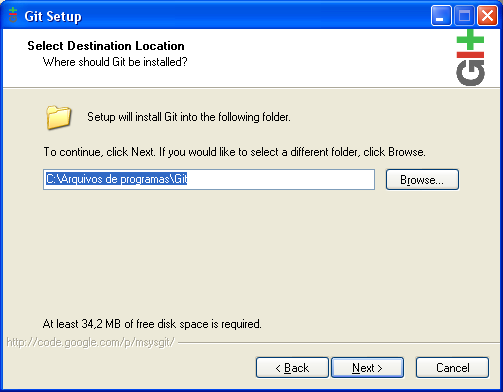 Git Setup
Select Destination Location
Where should Git be installed?
Git
Setup will install Git into the following folder.
To continue, click Next. If you would like to select a different folder, click Browse.
C:\Arquivos de programas\Git
Browse...
At least 34,2 MB of free disk space is required.
http://code.google.com/p/msysgit/
< Back
Next >
Cancel